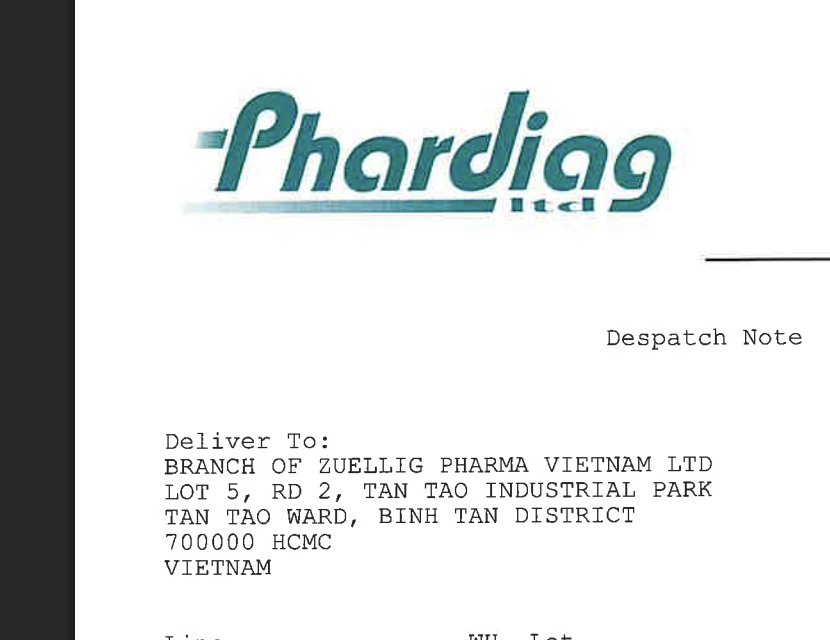 Phardiag
ltd
Despatch Note
Deliver To:
BRANCH OF ZUELLIG PHARMA VIETNAM LTD
LOT 5, RD 2, TAN TAO INDUSTRIAL PARK
TAN TAO WARD, BINH TAN DISTRICT
700000 HCMC
VIETNAM